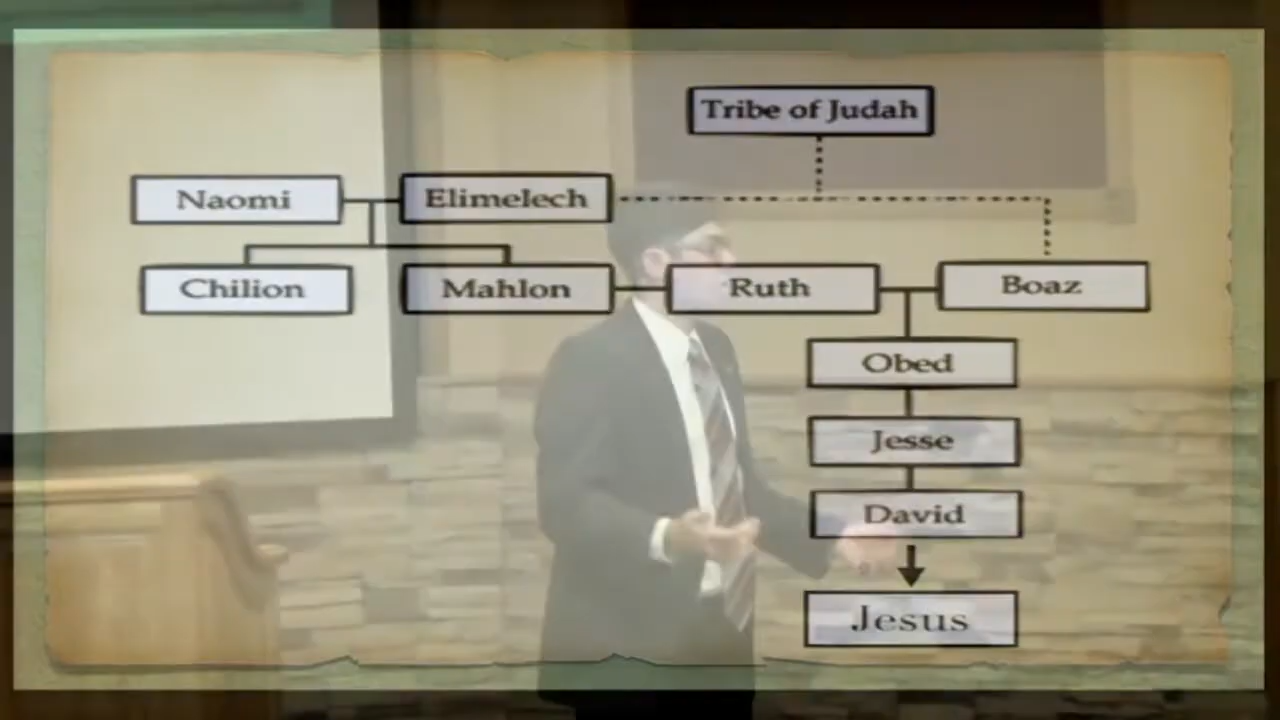 Tribe of Judah
Naomi
Elimelech
Chilion
Mahlon
Ruth
Boaz
Obed
Jesse
David
Jesus